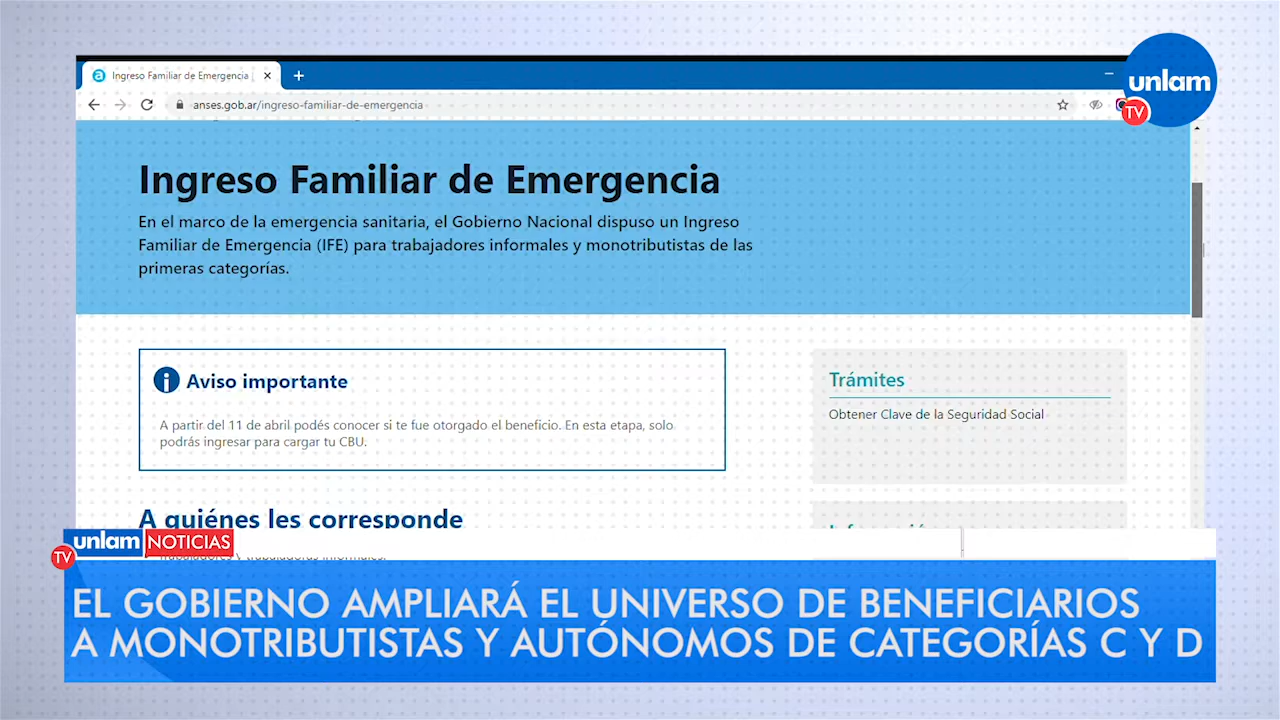 Ingreso Familiar de Emergencia
anses.gob.ar/ingreso-familiar-de-emergencia
unlam
TV
Ingreso Familiar de Emergencia
En el marco de la emergencia sanitaria, el Gobierno Nacional dispuso un Ingreso
Familiar de Emergencia (IFE) para trabajadores informales y monotributistas de las
primeras categorías.
Aviso importante
A partir del 11 de abril podés conocer si te fue otorgado el beneficio. En esta etapa, solo
podrás ingresar para cargar tu CBU.
Trámites
Obtener Clave de la Seguridad Social
A quiénes les corresponde
unlam NOTICIAS
TV
EL GOBIERNO AMPLIARÁ EL UNIVERSO DE BENEFICIARIOS
A MONOTRIBUTISTAS Y AUTÓNOMOS DE CATEGORÍAS C Y D